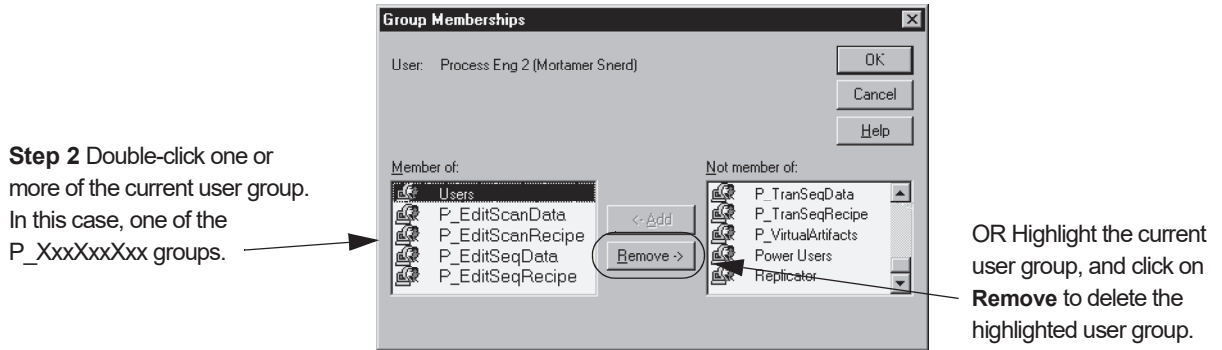 Group Memberships
User: Process Eng 2 (Mortamer Snerd)
OK
Cancel
Help
Step 2 Double-click one or
more of the current user group.
In this case, one of the
P_XxxXxxXxx groups.
Member of:
Users
P_EditScanData
P_EditScanRecipe
P_EditSeqData
P_EditSeqRecipe
<- Add
Remove ->
Not member of:
P_TranSeqData
P_TranSeqRecipe
P_VirtualArtifacts
Power Users
Replicator
OR Highlight the current
user group, and click on
Remove to delete the
highlighted user group.